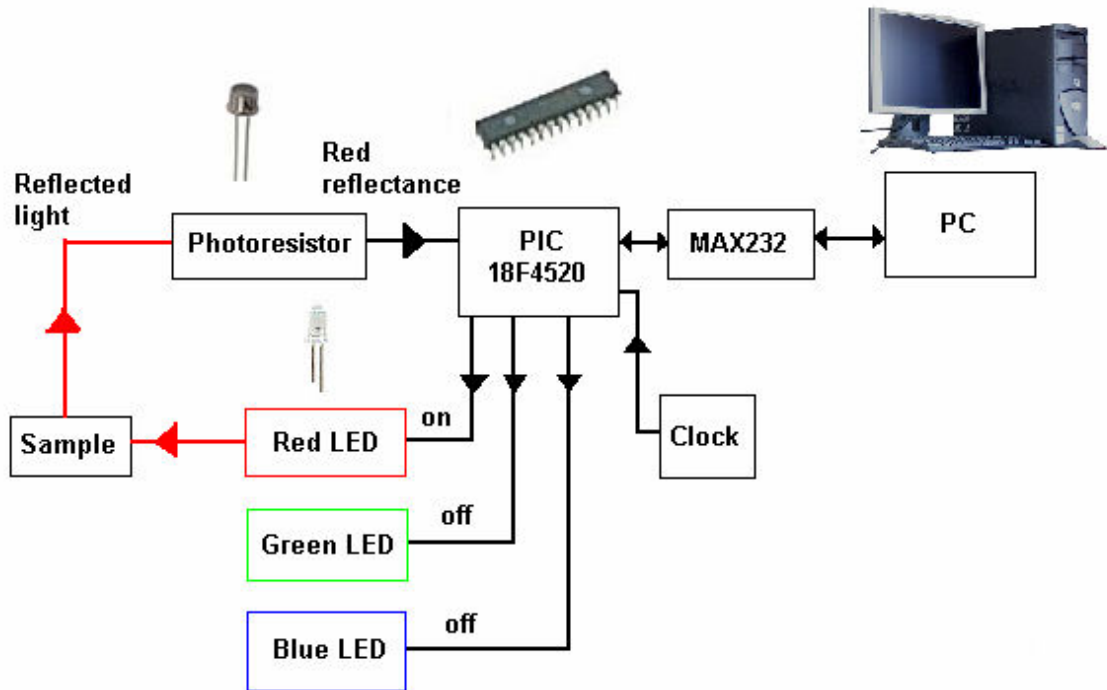 Red
reflectance
Reflected
light
Photoresistor
PIC
18F4520
MAX232
PC
on
Sample
Red LED
Clock
off
Green LED
off
Blue LED